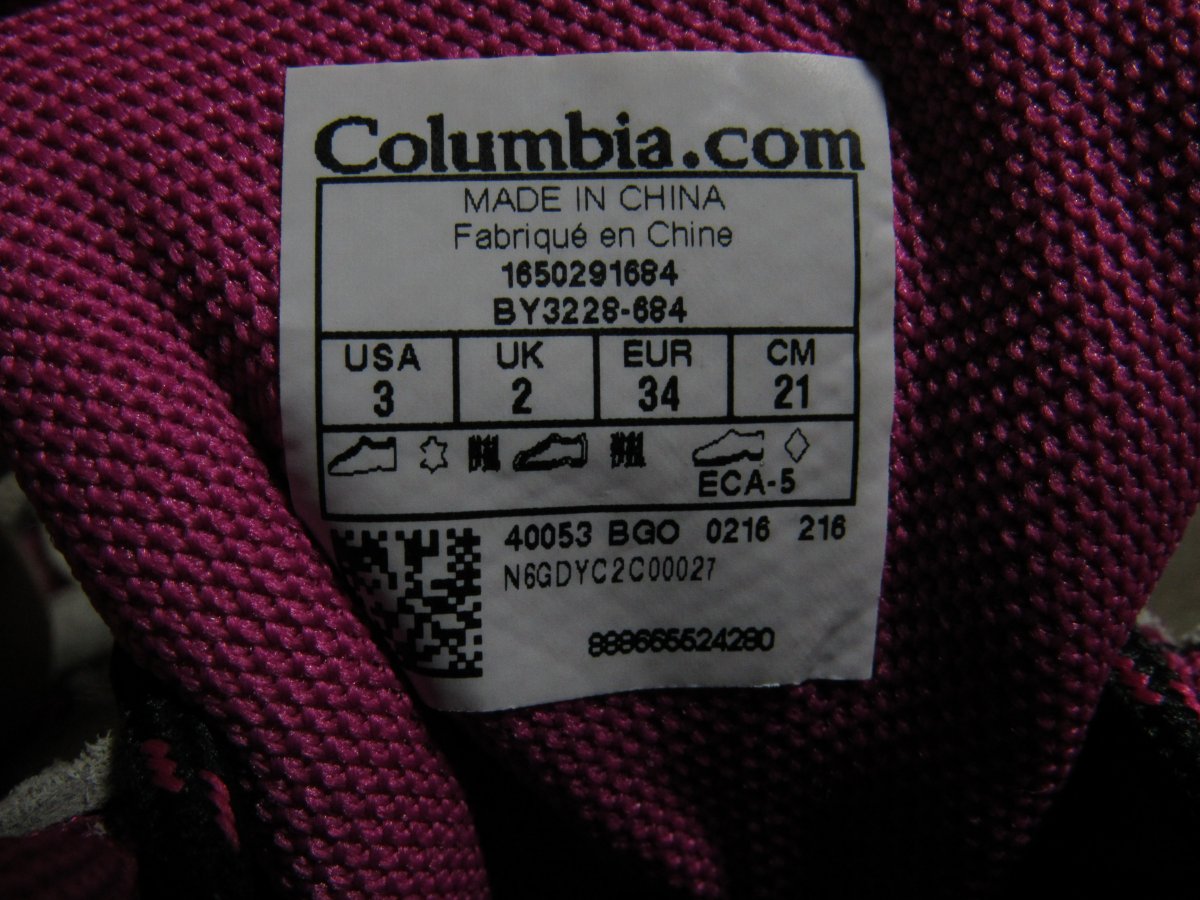 Columbia.com
MADE IN CHINA
Fabriqué en Chine
1650291684
BY3228-684
USA UK EUR CM
3 2 34 21
ECA-5
40053 BGO 0216 216
N6GDYC2C00027
888665524280